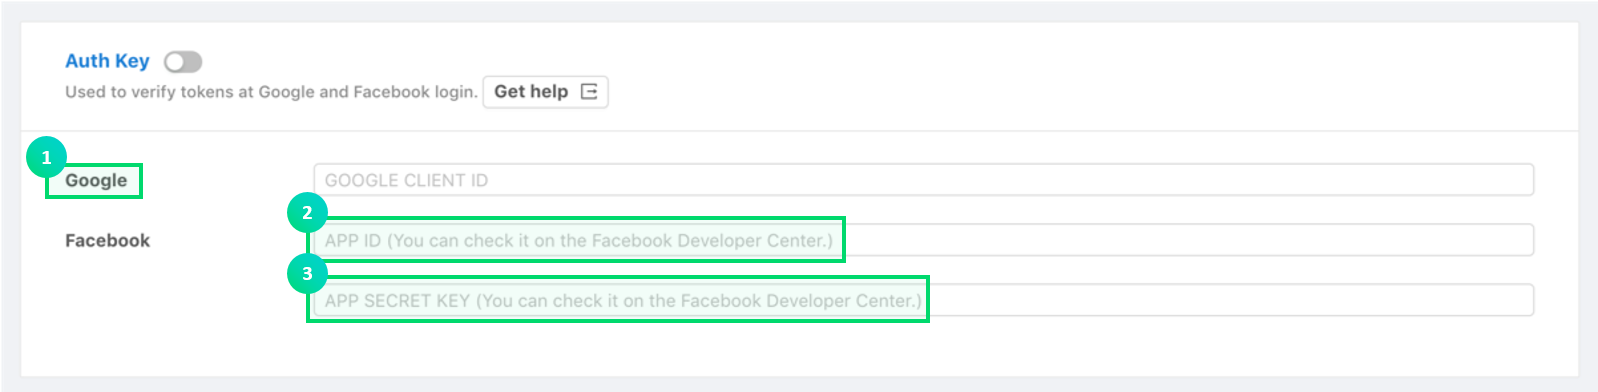 Auth Key
Used to verify tokens at Google and Facebook login. Get help
1
Google GOOGLE CLIENT ID
2
Facebook APP ID (You can check it on the Facebook Developer Center.)
3
APP SECRET KEY (You can check it on the Facebook Developer Center.)